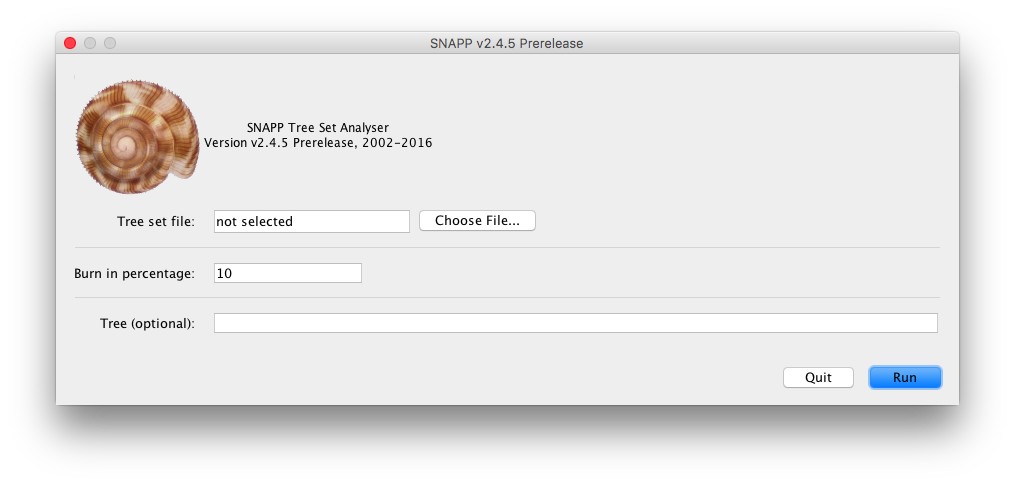 SNAPP v2.4.5 Prerelease
SNAPP Tree Set Analyser
Version v2.4.5 Prerelease, 2002-2016
Tree set file: not selected Choose File...
Burn in percentage: 10
Tree (optional):
Quit Run